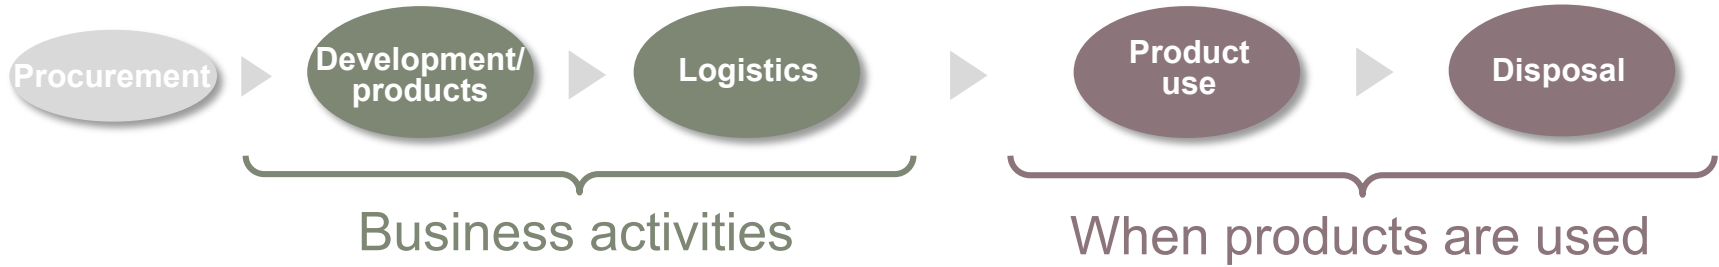 Procurement
Development/
products
Logistics
Product
use
Disposal
Business activities
When products are used